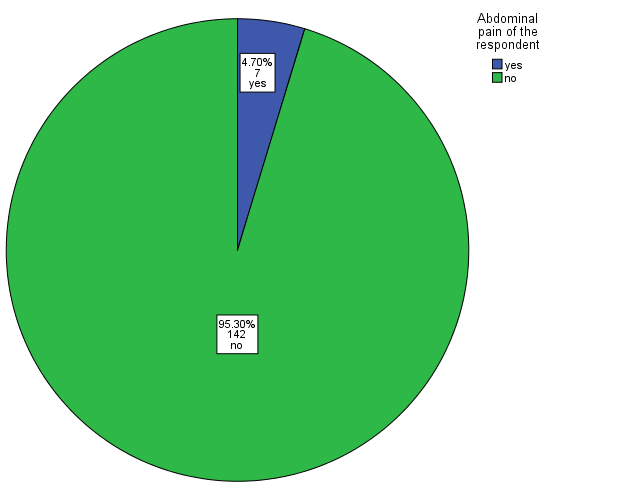 Abdominal
pain of the
respondent
yes
no
4.70%
7
yes
95.30%
142
no